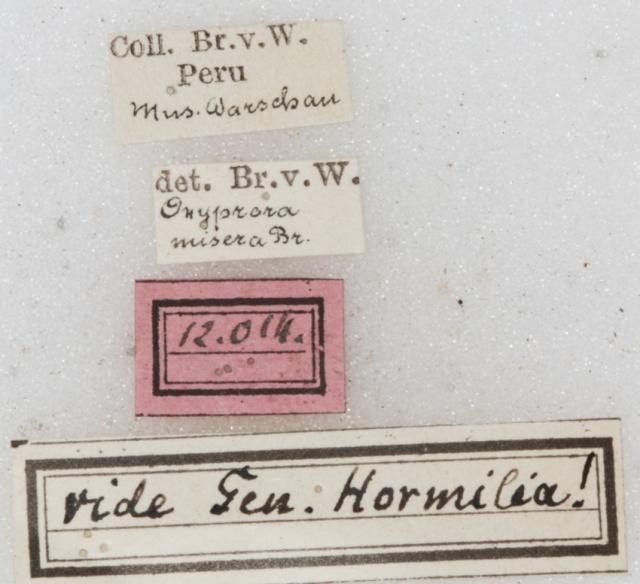 Coll. Br.v.W.
Peru
Mus. Warschau
det. Br.v.W.
Oxyprora
misera Br.
12.014.
vide Gen. Hormilia!